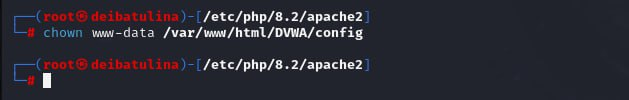 ┌──(root㉿deibatulina)-[/etc/php/8.2/apache2]
└─# chown www-data /var/www/html/DVWA/config
┌──(root㉿deibatulina)-[/etc/php/8.2/apache2]
└─#